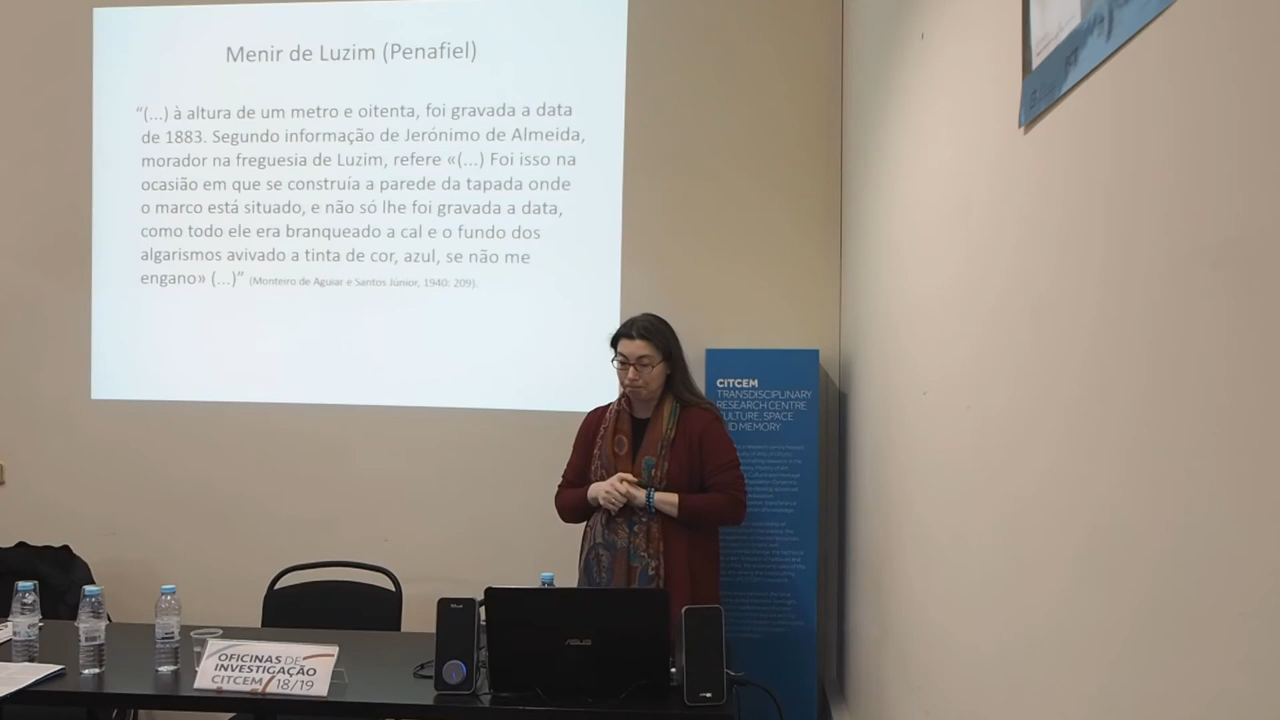 Menir de Luzim (Penafiel)
“(...) à altura de um metro e oitenta, foi gravada a data
de 1883. Segundo informação de Jerónimo de Almeida,
morador na freguesia de Luzim, refere «(...) Foi isso na
ocasião em que se construía a parede da tapada onde
o marco está situado, e não só lhe foi gravada a data,
como todo ele era branqueado a cal e o fundo dos
algarismos avivado a tinta de cor, azul, se não me
engano» (...)” (Monteiro de Aguiar e Santos Júnior, 1940: 209).
CITCEM
TRANSDISCIPLINARY
RESEARCH CENTRE
CULTURE, SPACE
MEMORY
OFICINAS DE
INVESTIGAÇÃO
CITCEM 18/19
ASUS